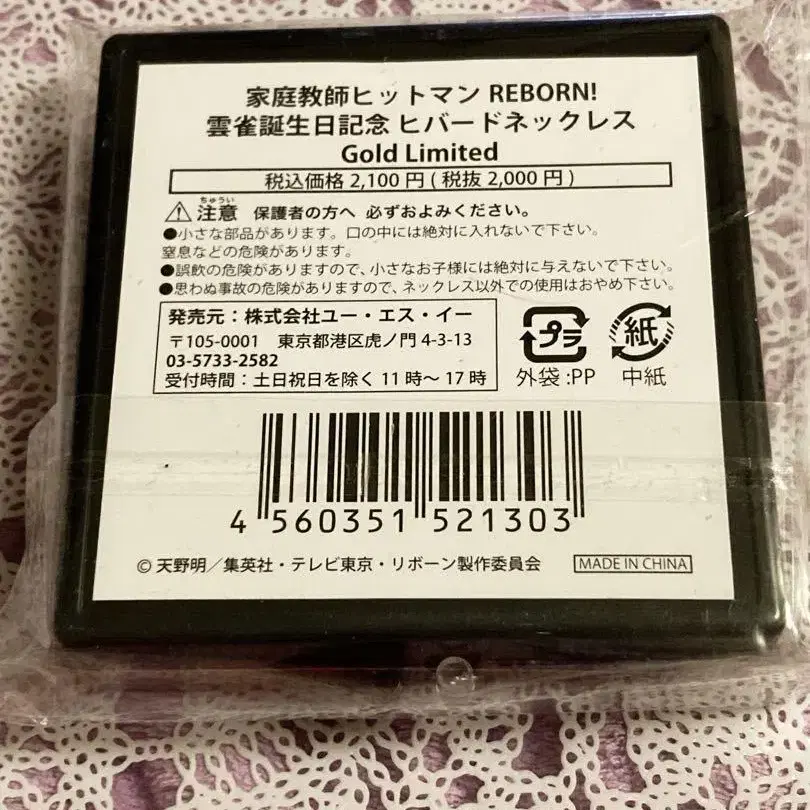 家庭教師ヒットマン REBORN!
雲雀誕生日記念 ヒバードネックレス
Gold Limited
税込価格 2,100 円 ( 税抜 2,000 円 )
ちゅうい
注意 保護者の方へ 必ずおよみください。
●小さな部品があります。口の中には絶対に入れないで下さい。
窒息などの危険があります。
●誤飲の危険がありますので、小さなお子様には絶対に与えないで下さい。
●思わぬ事故の危険がありますので、ネックレス以外での使用はおやめ下さい。
発売元：株式会社ユー・エス・イー
〒105-0001 東京都港区虎ノ門 4-3-13
03-5733-2582
受付時間：土日祝日を除く 11 時～ 17 時
プラ
外袋 :PP
紙
中紙
4 560351 521303
© 天野明／集英社・テレビ東京・リボーン製作委員会
MADE IN CHINA